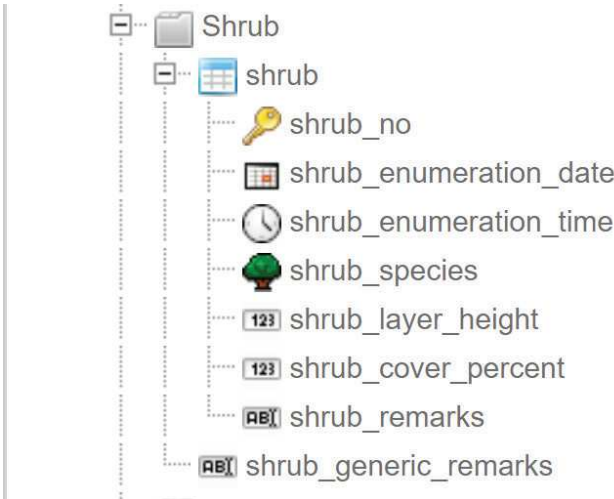 Shrub
shrub
shrub_no
shrub_enumeration_date
shrub_enumeration_time
shrub_species
123 shrub_layer_height
123 shrub_cover_percent
ABI shrub_remarks
ABI shrub_generic_remarks